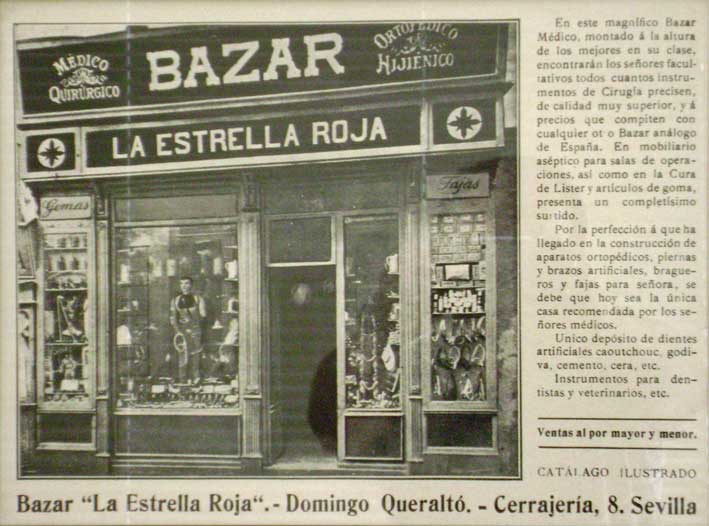 MÉDICO
QUIRÚRGICO
BAZAR
ORTOPÉDICO
HIJIENICO
LA ESTRELLA ROJA
Gomas
Fajas
En este magnífico Bazar
Médico, montado á la altura
de los mejores en su clase,
encontrarán los señores facul-
tativos todos cuantos instru-
mentos de Cirugía precisen,
de calidad muy superior, y á
precios que compiten con
cualquier ot o Bazar análogo
de España. En mobiliario
aséptico para salas de opera-
ciones, así como en la Cura
de Lister y artículos de goma,
presenta un completísimo
surtido.
Por la perfección á que ha
llegado en la construcción de
aparatos ortopédicos, piernas
y brazos artificiales, brague-
ros y fajas para señora, se
debe que hoy sea la única
casa recomendada por los se-
ñores médicos.
Unico depósito de dientes
artificiales caoutchouc, godi-
va, cemento, cera, etc.
Instrumentos para den-
tistas y veterinarios, etc.
Ventas al por mayor y menor.
CATÁLAGO ILUSTRADO
Bazar “La Estrella Roja“.- Domingo Queraltó. - Cerrajería, 8. Sevilla